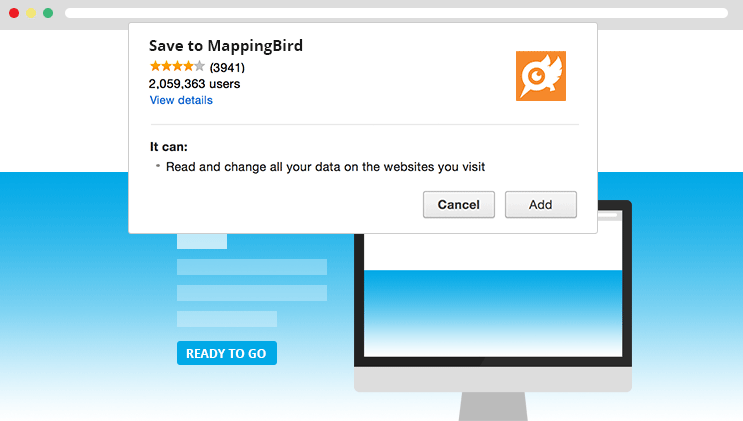 Save to MappingBird
(3941)
2,059,363 users
View details
It can:
• Read and change all your data on the websites you visit
Cancel Add
READY TO GO